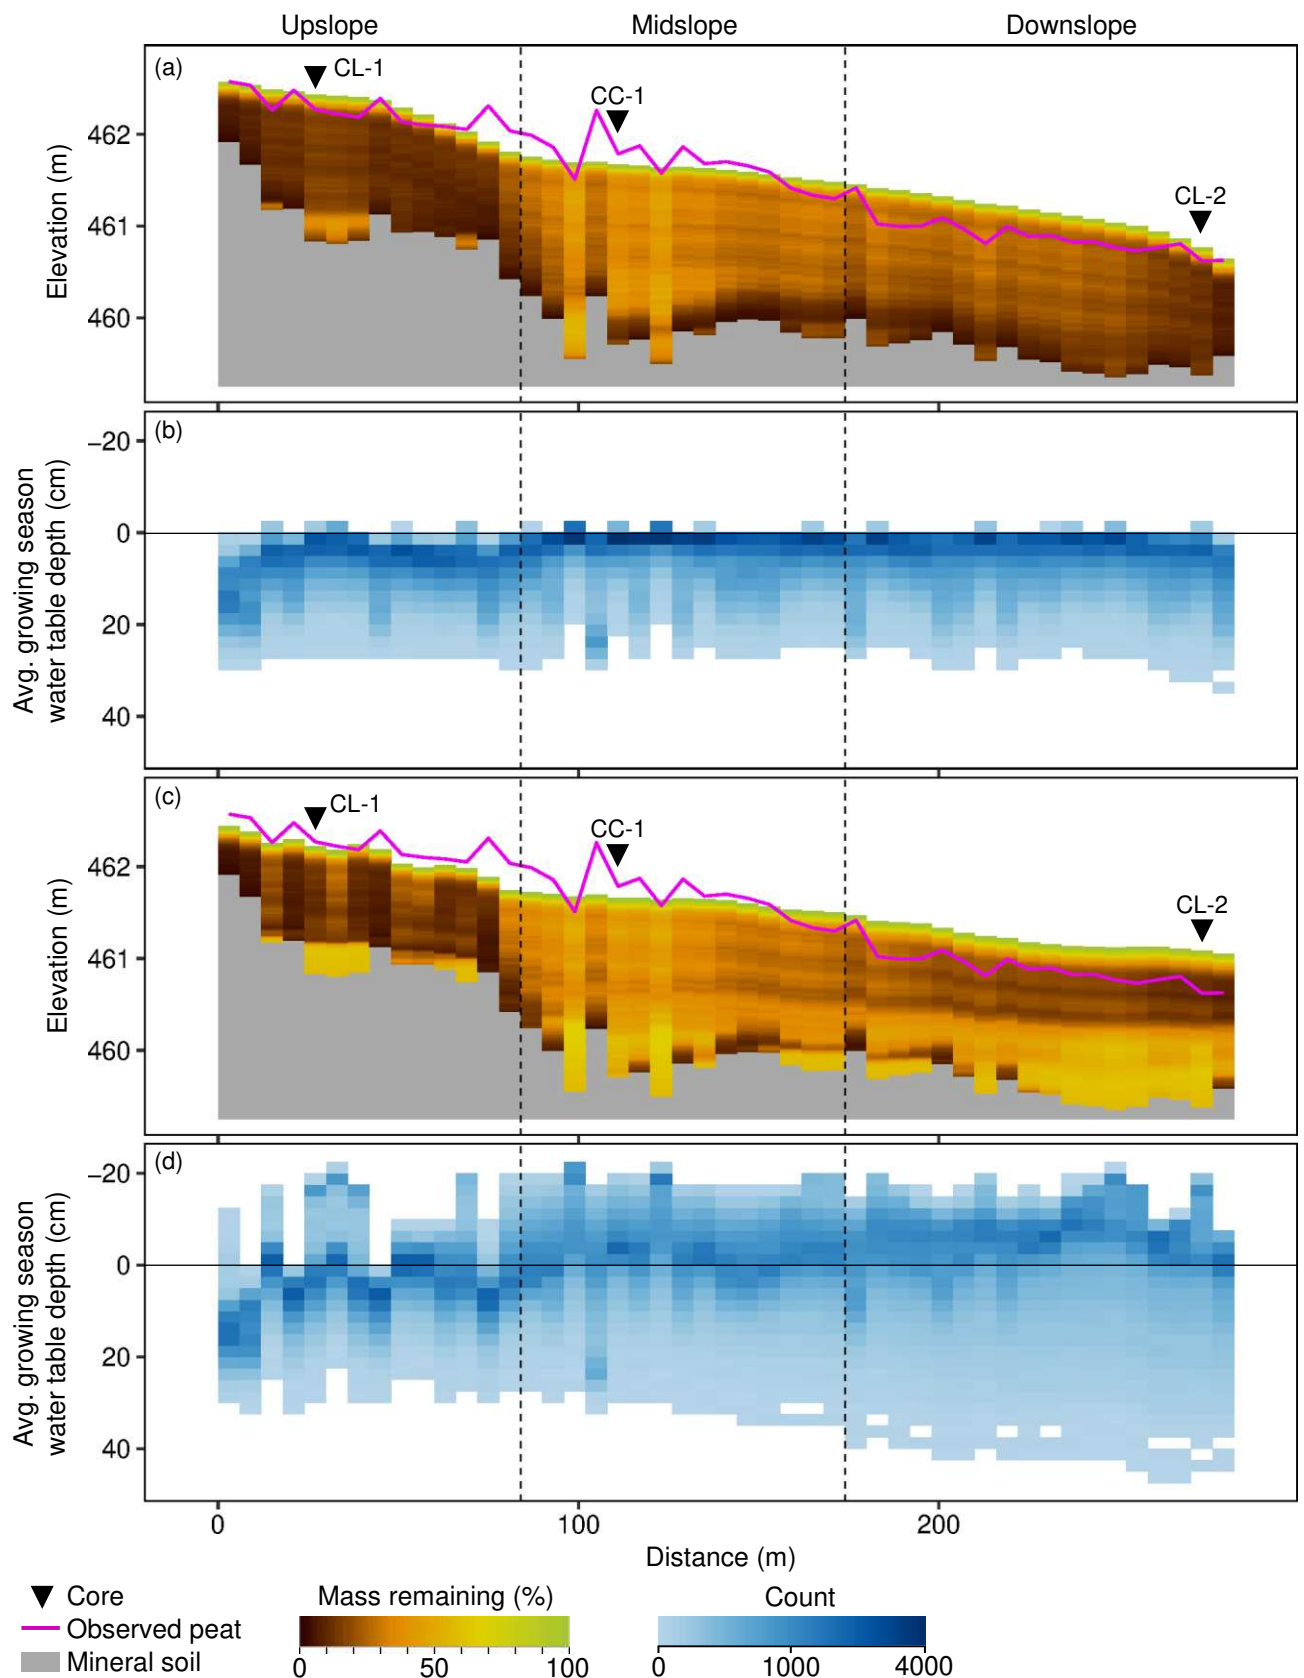 Upslope Midslope Downslope
(a)
CL-1
CC-1
CL-2
Elevation (m)
462
461
460
(b)
Avg. growing season
water table depth (cm)
−20
0
20
40
(c)
CL-1
CC-1
CL-2
Elevation (m)
462
461
460
(d)
Avg. growing season
water table depth (cm)
−20
0
20
40
0 100 200
Distance (m)
Core
Observed peat
Mineral soil
Mass remaining (%)
0 50 100
Count
0 1000 4000